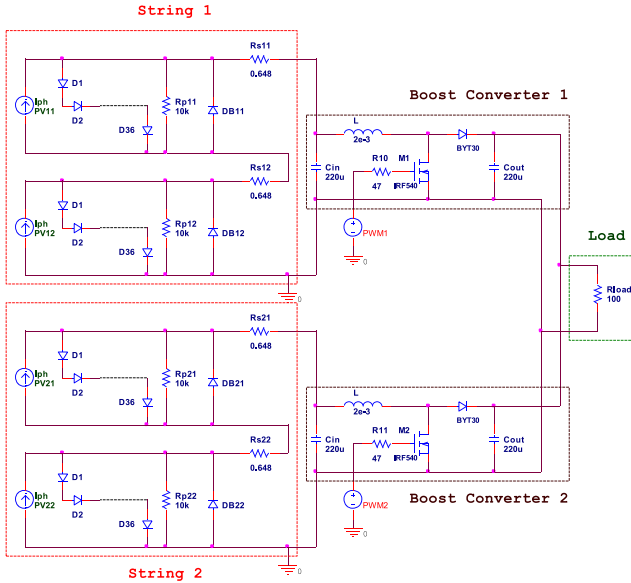 String 1
Rs11
0.648
D1
Iph
PV11
D2
D36
Rp11
10k
DB11
Rs12
0.648
D1
Iph
PV12
D2
D36
Rp12
10k
DB12
0
Boost Converter 1
L
2e-3
BYT30
Cin
220u
R10
47
M1
IRF540
Cout
220u
PWM1
0
Load
Rload
100
Rs21
0.648
D1
Iph
PV21
D2
D36
Rp21
10k
DB21
Rs22
0.648
D1
Iph
PV22
D2
D36
Rp22
10k
DB22
0
String 2
L
2e-3
BYT30
Cin
220u
R11
47
M2
IRF540
Cout
220u
Boost Converter 2
PWM2
0